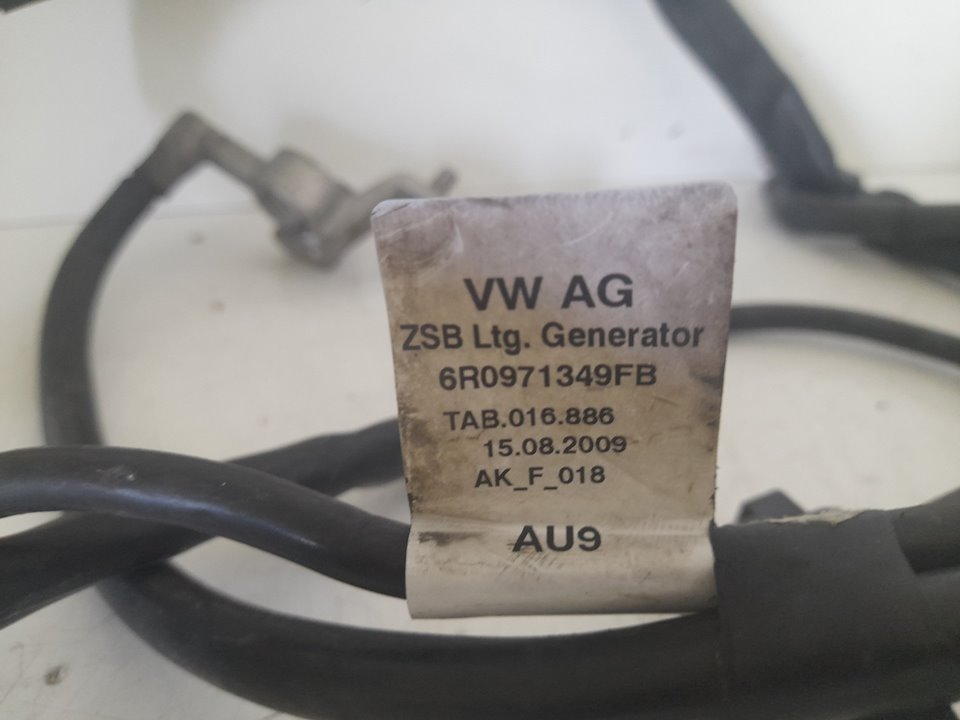 VW AG
ZSB Ltg. Generator
6R0971349FB
TAB.016.886
15.08.2009
AK_F_018
AU9